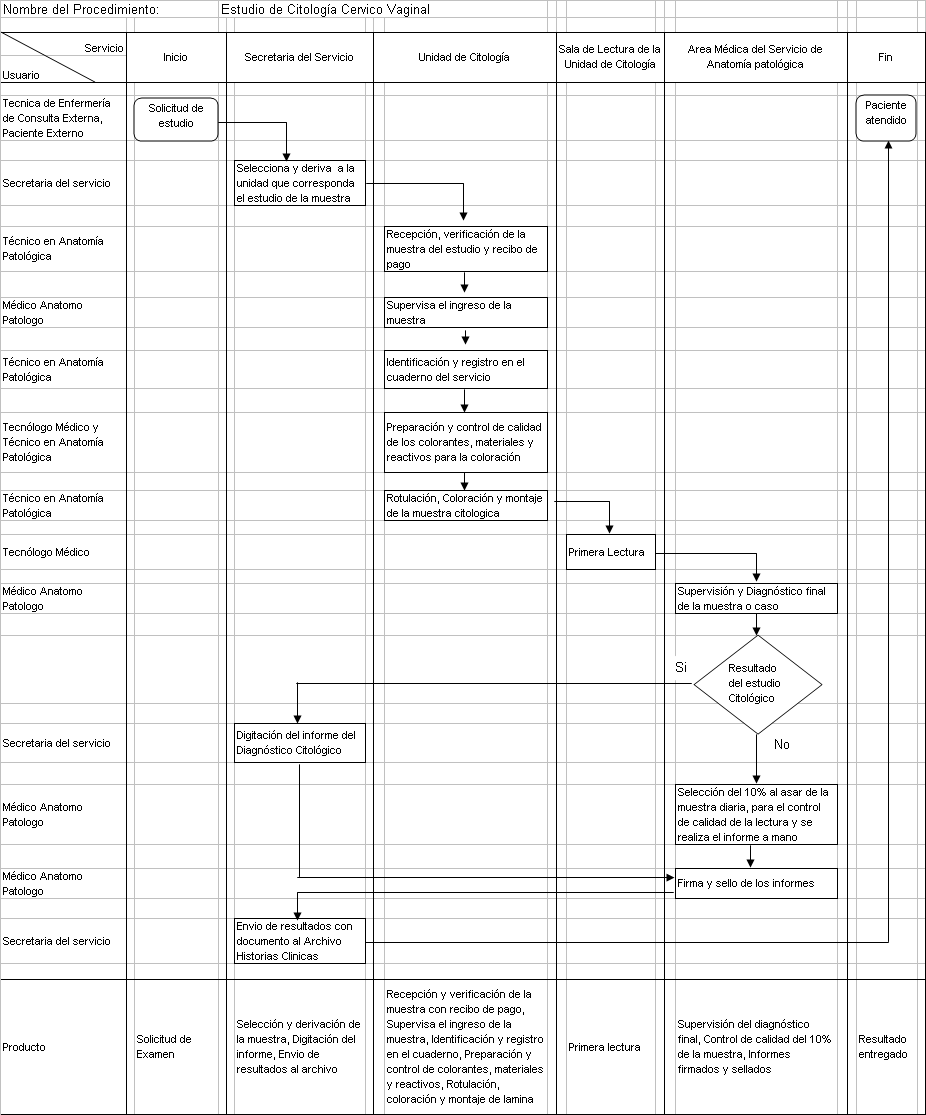 Nombre del Procedimiento: Estudio de Citología Cervico Vaginal
Servicio
Usuario
Inicio
Secretaria del Servicio
Unidad de Citología
Sala de Lectura de la
Unidad de Citología
Area Médica del Servicio de
Anatomía patológica
Fin
Tecnica de Enfermería
de Consulta Externa,
Paciente Externo
Solicitud de
estudio
Paciente
atendido
Secretaria del servicio
Selecciona y deriva a la
unidad que corresponda
el estudio de la muestra
Técnico en Anatomía
Patológica
Recepción, verificación de la
muestra del estudio y recibo de
pago
Médico Anatomo
Patologo
Supervisa el ingreso de la
muestra
Técnico en Anatomía
Patológica
Identificación y registro en el
cuaderno del servicio
Tecnólogo Médico y
Técnico en Anatomía
Patológica
Preparación y control de calidad
de los colorantes, materiales y
reactivos para la coloración
Técnico en Anatomía
Patológica
Rotulación, Coloración y montaje
de la muestra citologica
Tecnólogo Médico
Primera Lectura
Médico Anatomo
Patologo
Supervisión y Diagnóstico final
de la muestra o caso
Si
Resultado
del estudio
Citológico
No
Secretaria del servicio
Digitación del informe del
Diagnóstico Citológico
Médico Anatomo
Patologo
Selección del 10% al asar de la
muestra diaria, para el control
de calidad de la lectura y se
realiza el informe a mano
Médico Anatomo
Patologo
Firma y sello de los informes
Secretaria del servicio
Envio de resultados con
documento al Archivo
Historias Clinicas
Producto
Solicitud de
Examen
Selección y derivación de
la muestra, Digitación del
informe, Envio de
resultados al archivo
Recepción y verificación de la
muestra con recibo de pago,
Supervisa el ingreso de la
muestra, Identificación y registro
en el cuaderno, Preparación y
control de colorantes, materiales
y reactivos, Rotulación,
coloración y montaje de lamina
Primera lectura
Supervisión del diagnóstico
final, Control de calidad del 10%
de la muestra, Informes
firmados y sellados
Resultado
entregado